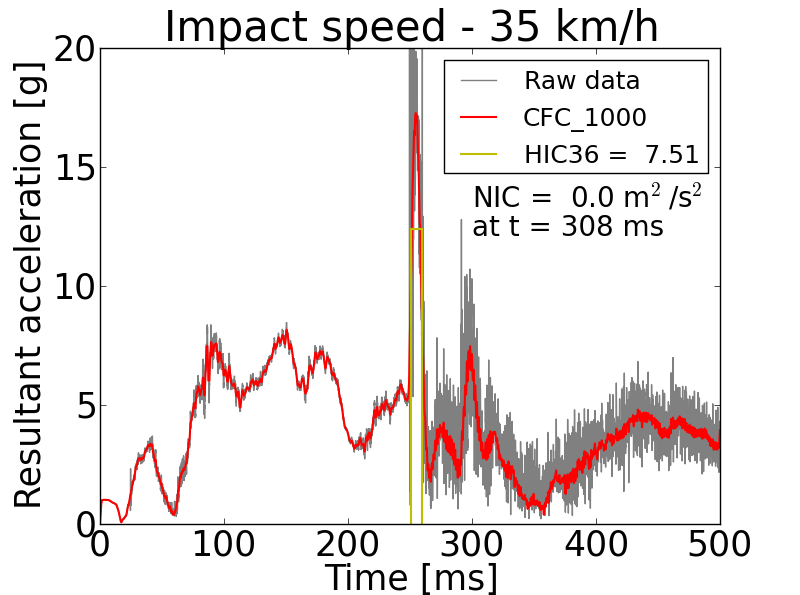 Impact speed - 35 km/h
Resultant acceleration [g]
20
15
10
5
0
Raw data
CFC_1000
HIC36 =  7.51
NIC =  0.0 m² /s²
at t = 308 ms
0 100 200 300 400 500
Time [ms]